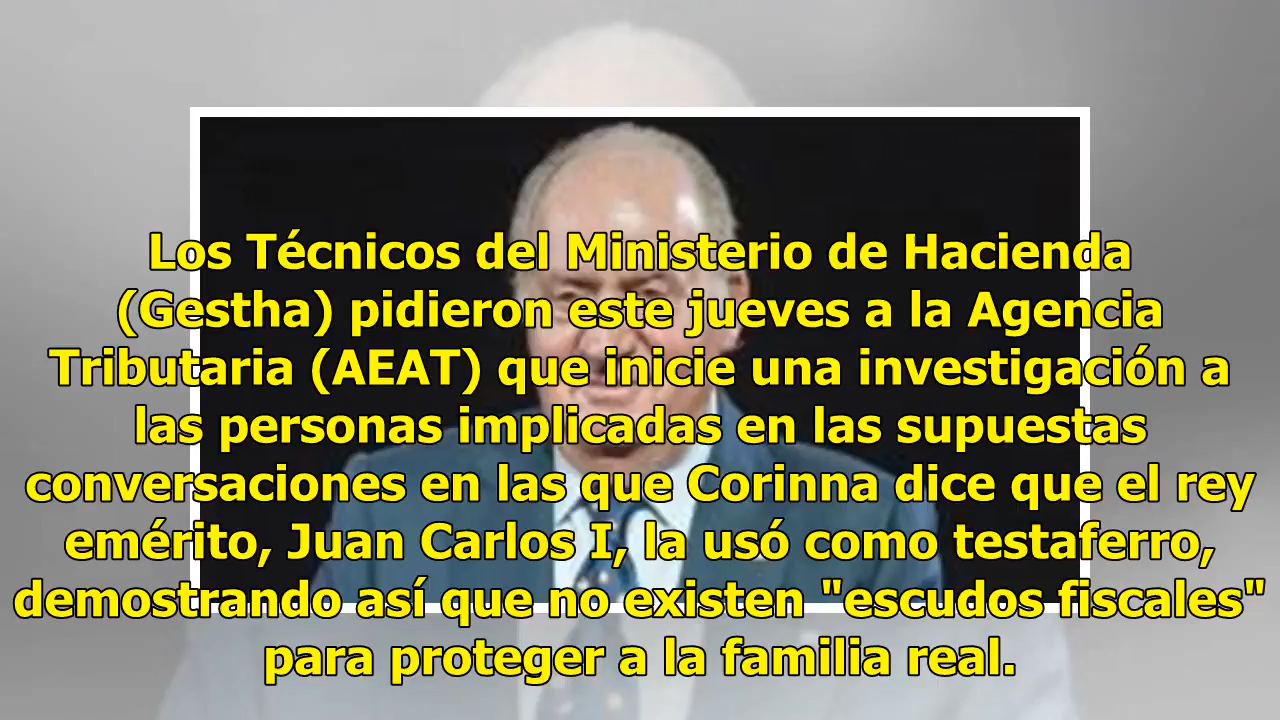 Los Técnicos del Ministerio de Hacienda
(Gestha) pidieron este jueves a la Agencia
Tributaria (AEAT) que inicie una investigación a
las personas implicadas en las supuestas
conversaciones en las que Corinna dice que el rey
emérito, Juan Carlos I, la usó como testaferro,
demostrando así que no existen "escudos fiscales"
para proteger a la familia real.